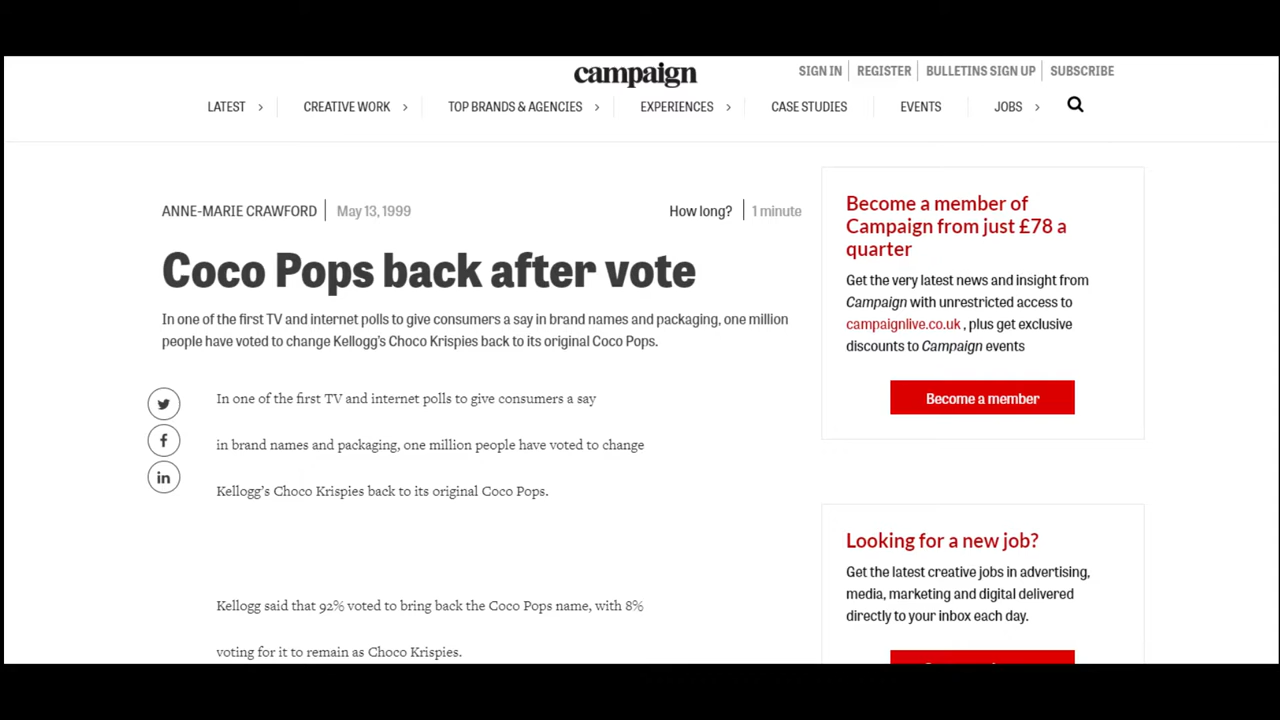 campaign
SIGN IN
REGISTER
BULLETINS SIGN UP
SUBSCRIBE
LATEST
CREATIVE WORK
TOP BRANDS & AGENCIES
EXPERIENCES
CASE STUDIES
EVENTS
JOBS
ANNE-MARIE CRAWFORD
May 13, 1999
How long?
1 minute
Coco Pops back after vote
In one of the first TV and internet polls to give consumers a say in brand names and packaging, one million
people have voted to change Kellogg's Choco Krispies back to its original Coco Pops.
In one of the first TV and internet polls to give consumers a say
in brand names and packaging, one million people have voted to change
Kellogg's Choco Krispies back to its original Coco Pops.
Kellogg said that 92% voted to bring back the Coco Pops name, with 8%
voting for it to remain as Choco Krispies.
Become a member of
Campaign from just £78 a
quarter
Get the very latest news and insight from
Campaign with unrestricted access to
campaignlive.co.uk , plus get exclusive
discounts to Campaign events
Become a member
Looking for a new job?
Get the latest creative jobs in advertising,
media, marketing and digital delivered
directly to your inbox each day.